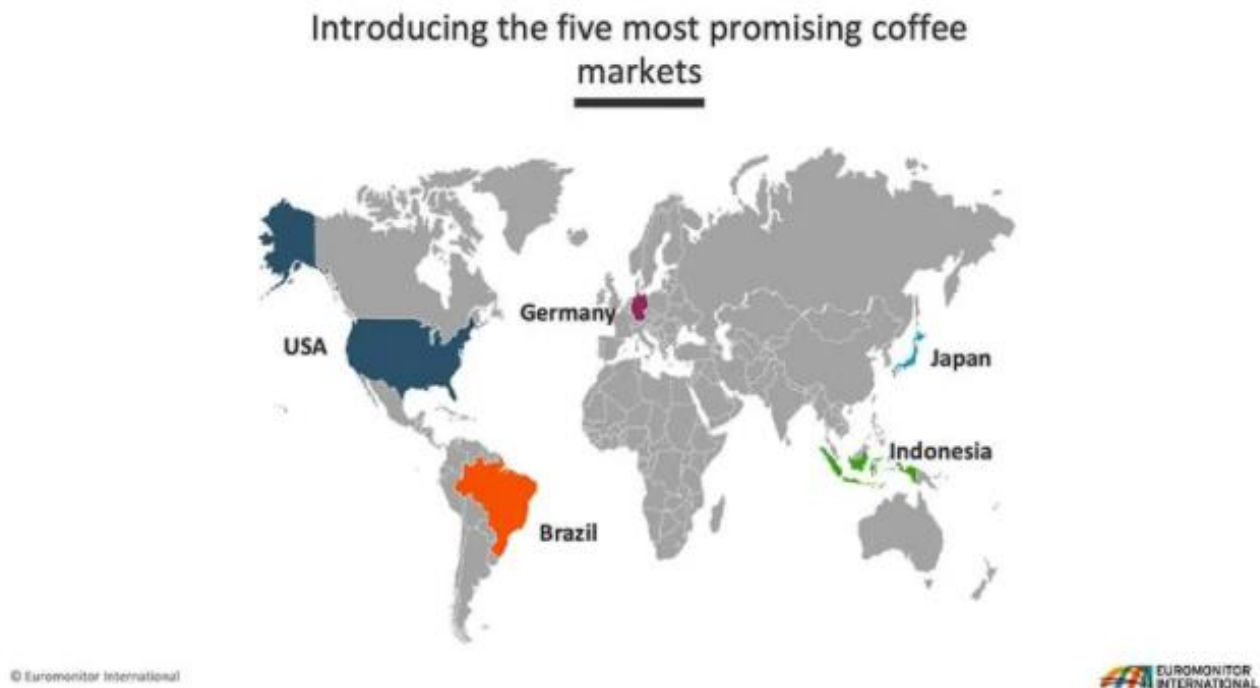 Introducing the five most promising coffee
markets
Germany
USA
Japan
Indonesia
Brazil
© Euromonitor International
EUROMONITOR
INTERNATIONAL